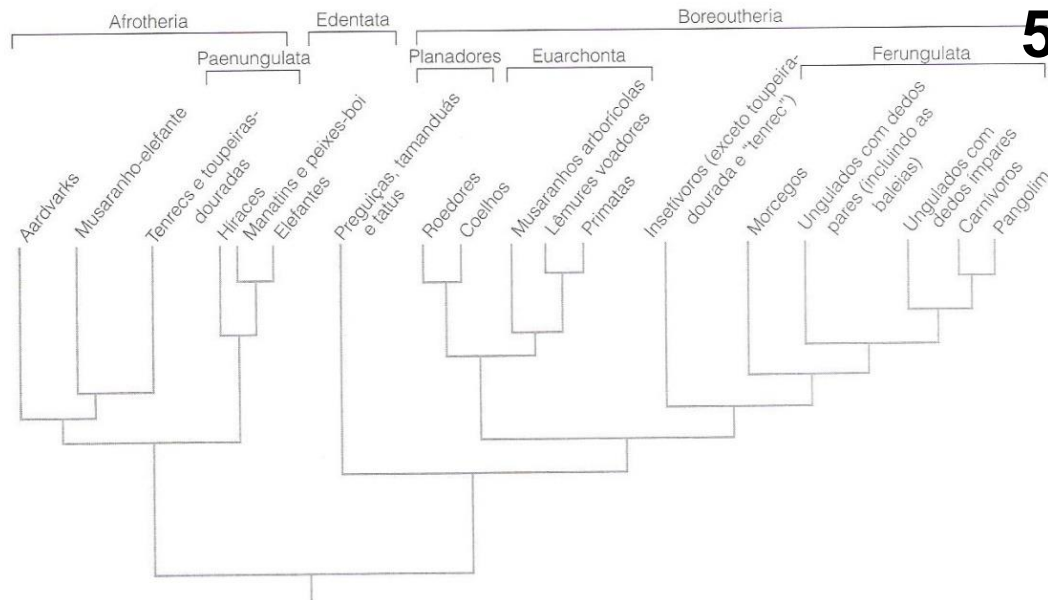 Afrotheria
Edentata
Boreoutheria
5
Paenungulata
Planadores
Euarchonta
Ferungulata
Aardvarks
Musaranho-elefante
Tenrecs e toupeiras-
douradas
Hiraces
Manatins e peixes-boi
Elefantes
Preguiças, tamanduás
e tatus
Roedores
Coelhos
Musaranhos arborícolas
Lêmures voadores
Primatas
Insetívoros (exceto toupeira-
dourada e "tenrec")
Morcegos
Ungulados com dedos
pares (incluindo as
baleias)
Ungulados com
dedos ímpares
Carnívoros
Pangolim